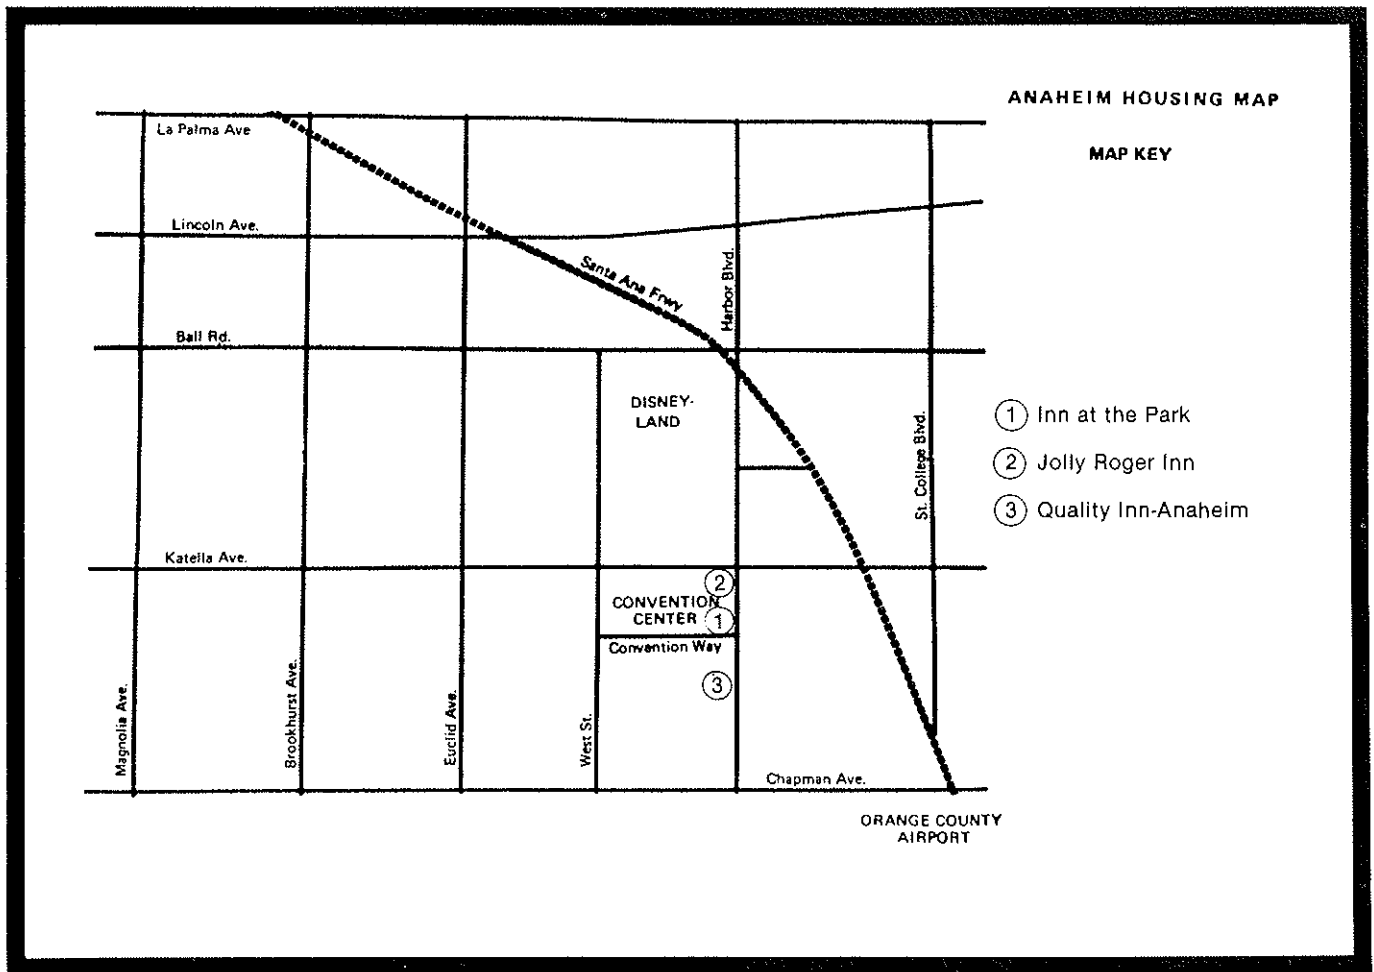 ANAHEIM HOUSING MAP
MAP KEY
La Palma Ave
Lincoln Ave.
Santa Ana Frwy
Harbor Blvd.
Ball Rd.
DISNEY-
LAND
St. College Blvd.
1 Inn at the Park
2 Jolly Roger Inn
3 Quality Inn-Anaheim
Katella Ave.
2
CONVENTION
CENTER 1
Convention Way
3
Magnolia Ave.
Brookhurst Ave.
Euclid Ave.
West St.
Chapman Ave.
ORANGE COUNTY
AIRPORT